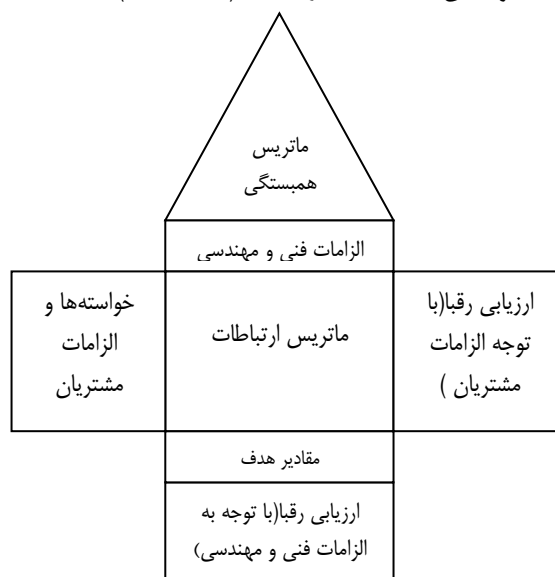 ماتریس
همبستگی
الزامات فنی و مهندسی
خواسته‌ها و
الزامات
مشتریان
ماتریس ارتباطات
ارزیابی رقبا(با
توجه الزامات
مشتریان )
مقادیر هدف
ارزیابی رقبا(با توجه به
الزامات فنی و مهندسی)